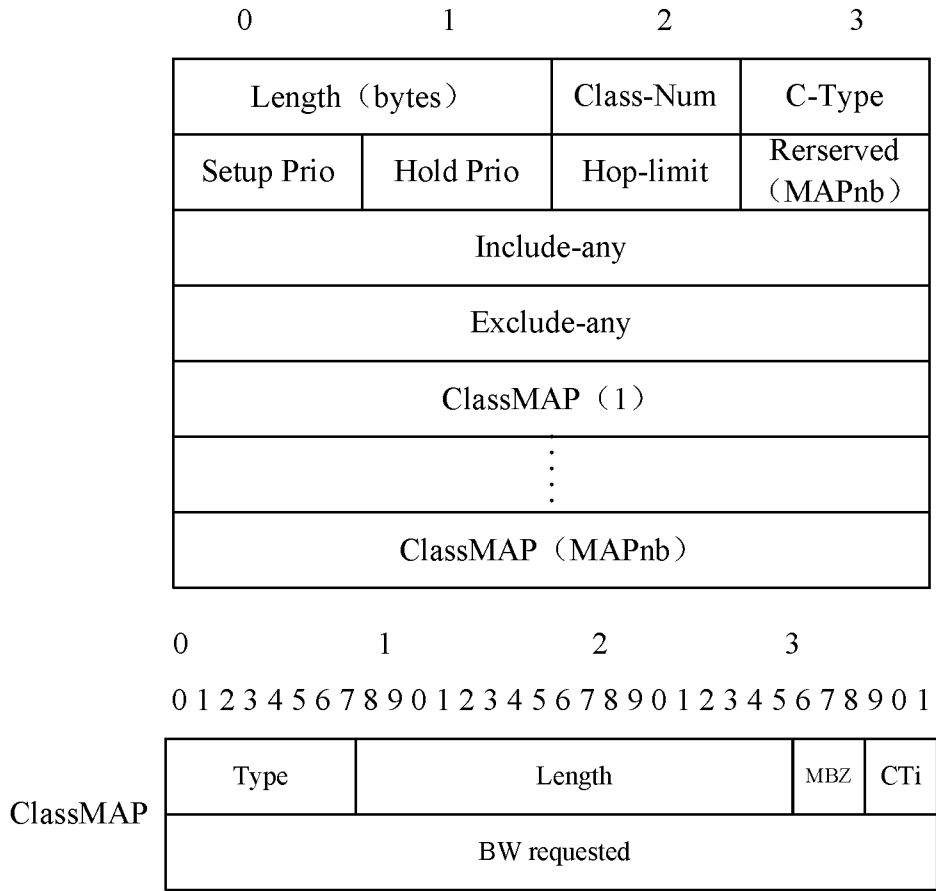 0 1 2 3
Length（bytes） Class-Num C-Type
Setup Prio Hold Prio Hop-limit Rerserved
（MAPnb）
Include-any
Exclude-any
ClassMAP（1）
ClassMAP（MAPnb）
0 1 2 3
0 1 2 3 4 5 6 7 8 9 0 1 2 3 4 5 6 7 8 9 0 1 2 3 4 5 6 7 8 9 0 1
Type Length MBZ CTi
ClassMAP
BW requested